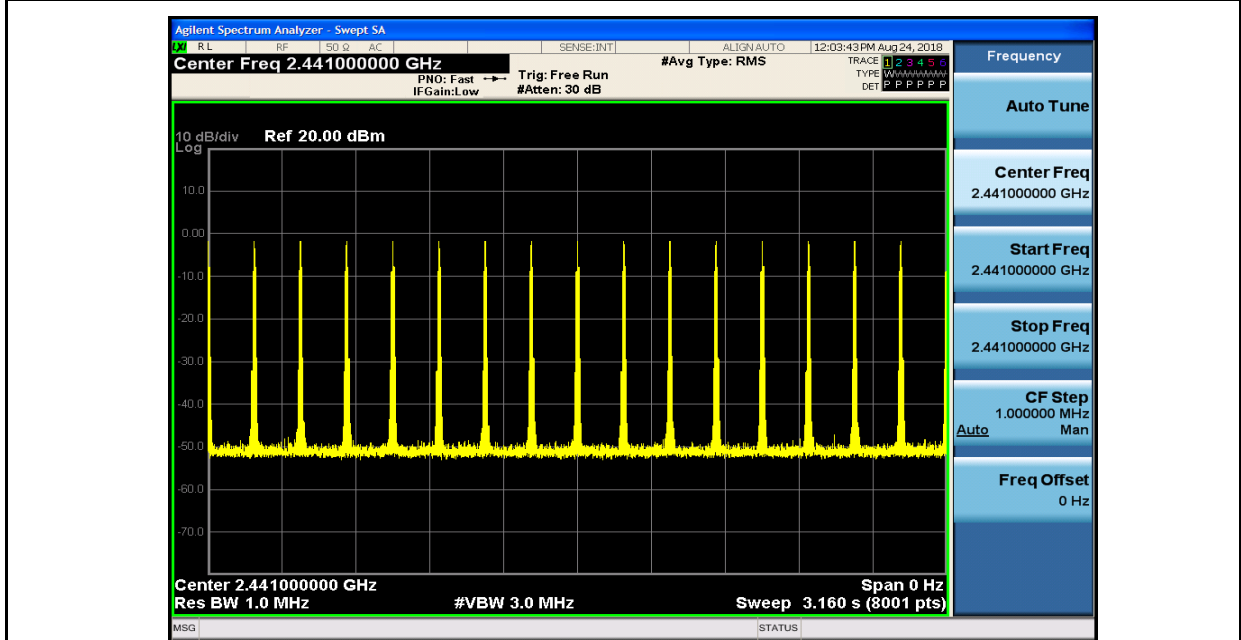 Agilent Spectrum Analyzer - Swept SA
LXI RL RF 50 Ω AC SENSE:INT ALIGN AUTO 12:03:43 PM Aug 24, 2018
Center Freq 2.441000000 GHz #Avg Type: RMS TRACE 1 2 3 4 5 6
PNO: Fast Trig: Free Run TYPE WWWWWW
IFGain:Low #Atten: 30 dB DET P P P P P P
10 dB/div Ref 20.00 dBm
Log
10.0
0.00
-10.0
-20.0
-30.0
-40.0
-50.0
-60.0
-70.0
Center 2.441000000 GHz Span 0 Hz
Res BW 1.0 MHz #VBW 3.0 MHz Sweep 3.160 s (8001 pts)
MSG STATUS
Frequency
Auto Tune
Center Freq
2.441000000 GHz
Start Freq
2.441000000 GHz
Stop Freq
2.441000000 GHz
CF Step
1.000000 MHz
Auto Man
Freq Offset
0 Hz